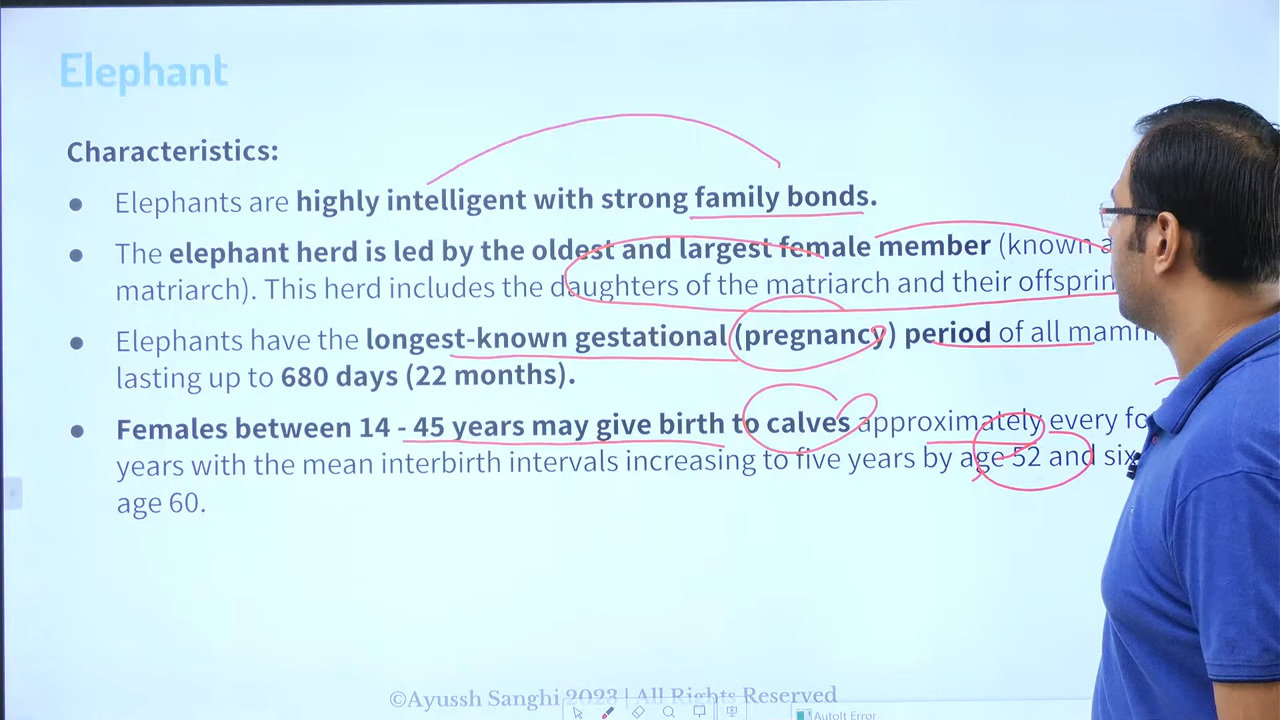 Elephant
Characteristics:
● Elephants are highly intelligent with strong family bonds.
● The elephant herd is led by the oldest and largest female member (known
matriarch). This herd includes the daughters of the matriarch and their
● Elephants have the longest-known gestational (pregnancy) period of all
lasting up to 680 days (22 months).
● Females between 14 - 45 years may give birth to calves approximately every
years with the mean interbirth intervals increasing to five years by age 52 and six
age 60.
©Ayussh Sanghi 2023 | All Rights Reserved
AutoIt Error